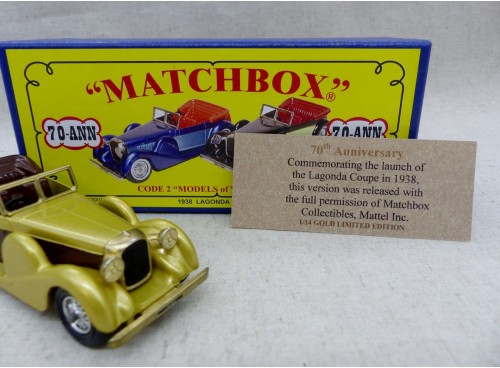 "MATCHBOX"®
70-ANN
70-ANN
CODE 2 "MODELS of
1938 LAGONDA
70th Anniversary
Commemorating the launch of
the Lagonda Coupe in 1938,
this version was released with
the full permission of Matchbox
Collectibles, Mattel Inc.
1/14 GOLD LIMITED EDITION